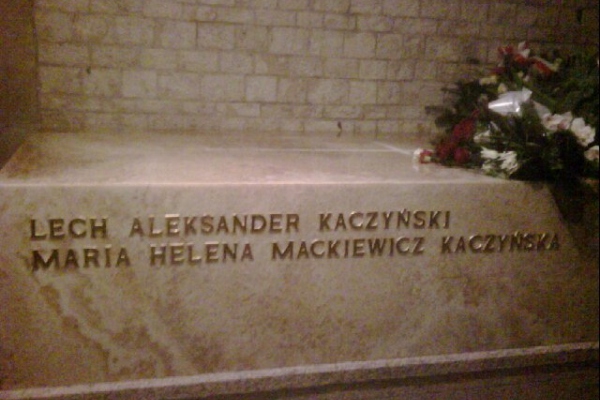 LECH ALEKSANDER KACZYŃSKI
MARIA HELENA MACKIEWICZ KACZYŃSKA